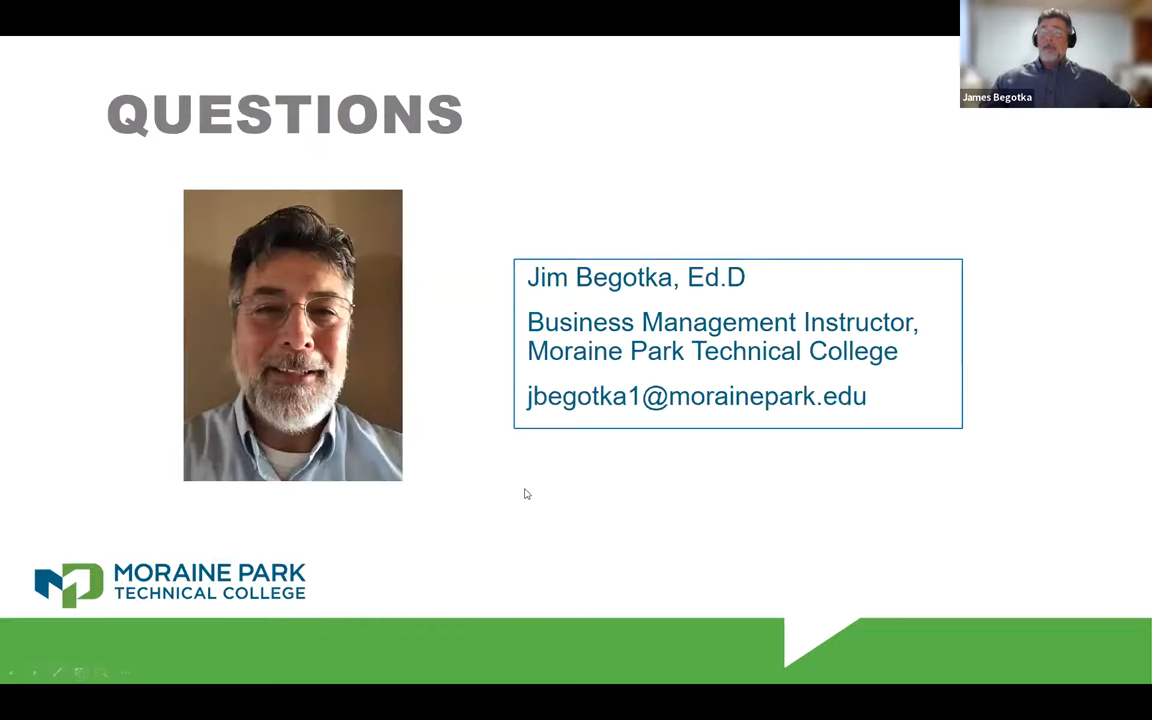 James Begotka
QUESTIONS
Jim Begotka, Ed.D
Business Management Instructor,
Moraine Park Technical College
jbegotka1@morainepark.edu
MORAINE PARK
TECHNICAL COLLEGE